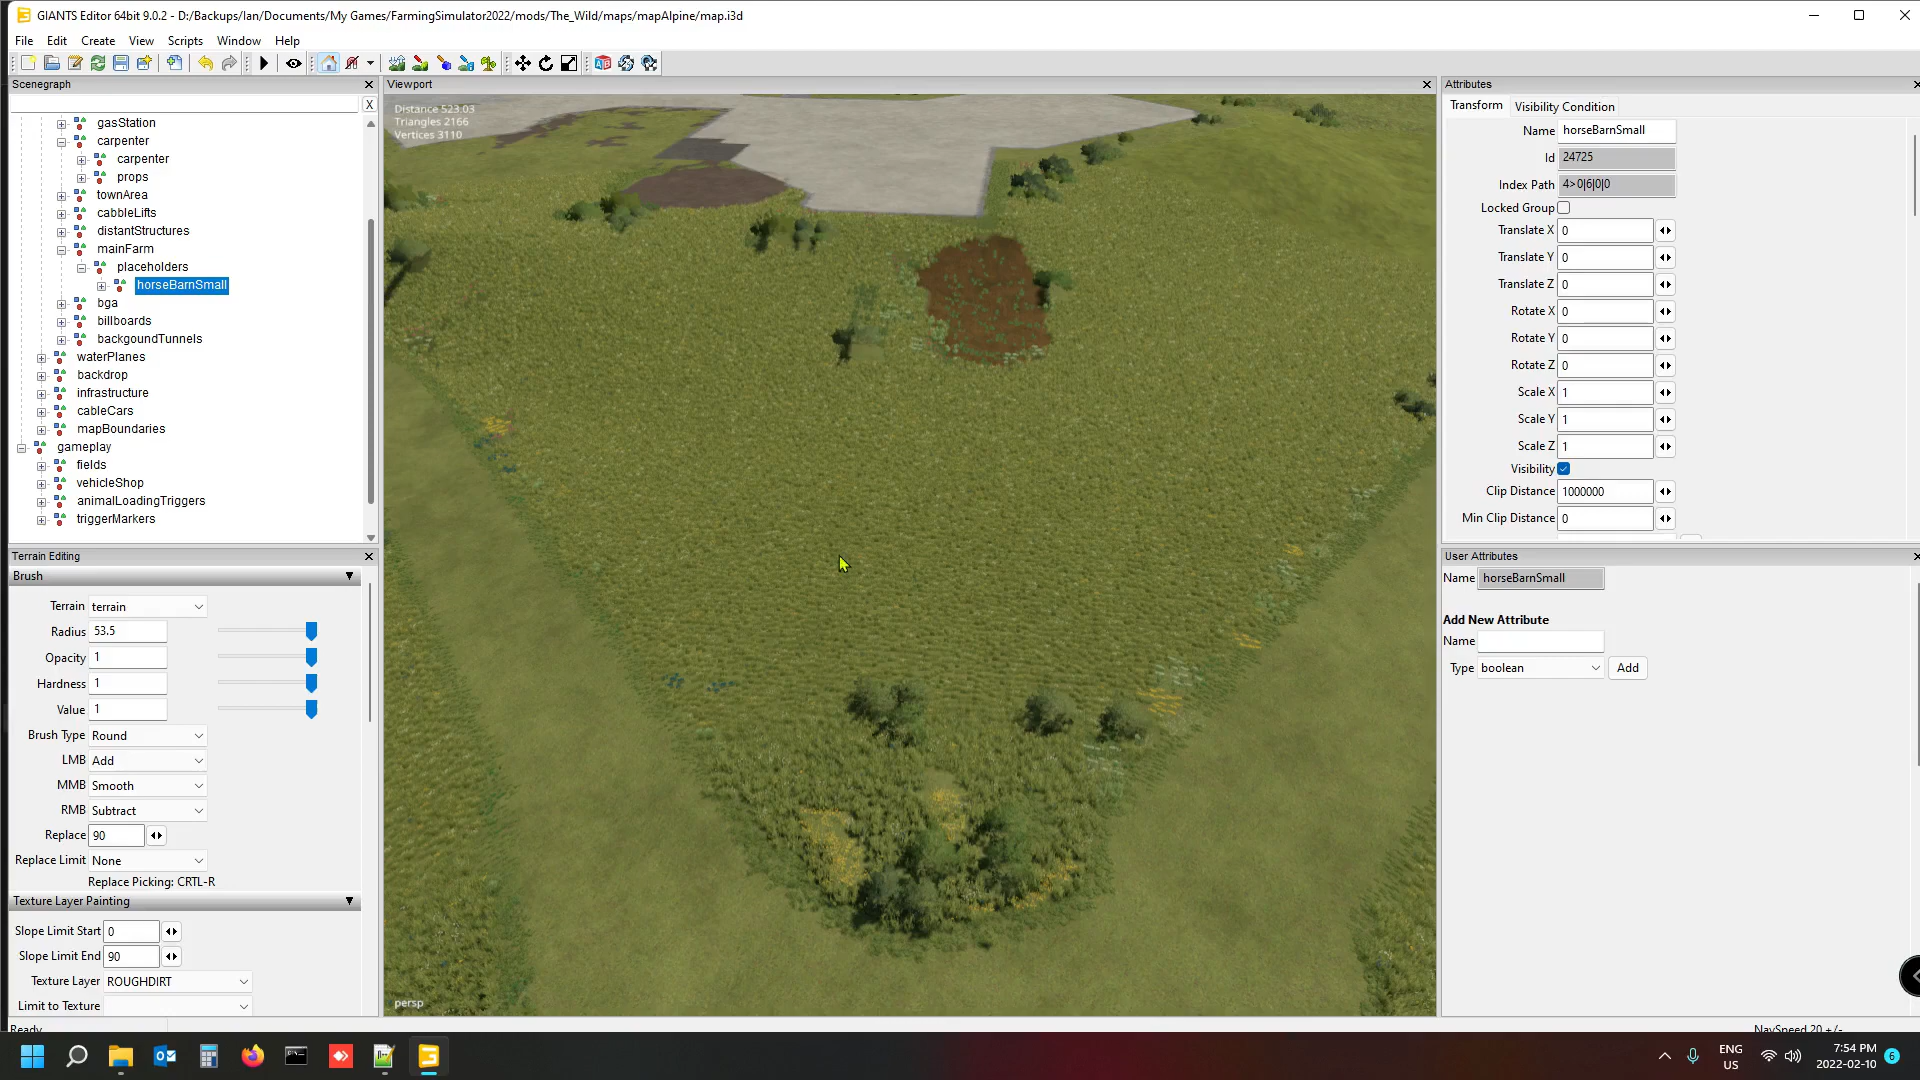 GIANTS Editor 64bit 9.0.2 - D:/Backups/Ian/Documents/My Games/FarmingSimulator2022/mods/The_Wild/maps/mapAlpine/map.i3d
File Edit Create View Scripts Window Help
Scenegraph
X
gasStation
carpenter
carpenter
props
townArea
cabbleLifts
distantStructures
mainFarm
placeholders
horseBarnSmall
bga
billboards
backgoundTunnels
waterPlanes
backdrop
infrastructure
cableCars
mapBoundaries
gameplay
fields
vehicleShop
animalLoadingTriggers
triggerMarkers
Terrain Editing
Brush
Terrain terrain
Radius 53.5
Opacity 1
Hardness 1
Value 1
Brush Type Round
LMB Add
MMB Smooth
RMB Subtract
Replace 90
Replace Limit None
Replace Picking: CRTL-R
Texture Layer Painting
Slope Limit Start 0
Slope Limit End 90
Texture Layer ROUGHDIRT
Limit to Texture
Ready
Viewport
Distance 523.03
Triangles 2166
Vertices 3110
persp
Attributes
Transform Visibility Condition
Name horseBarnSmall
Id 24725
Index Path 4>0|6|0|0
Locked Group
Translate X 0
Translate Y 0
Translate Z 0
Rotate X 0
Rotate Y 0
Rotate Z 0
Scale X 1
Scale Y 1
Scale Z 1
Visibility
Clip Distance 1000000
Min Clip Distance 0
User Attributes
Name horseBarnSmall
Add New Attribute
Name
Type boolean Add
NavSpeed 20 +/-
ENG
US
7:54 PM
2022-02-10
6